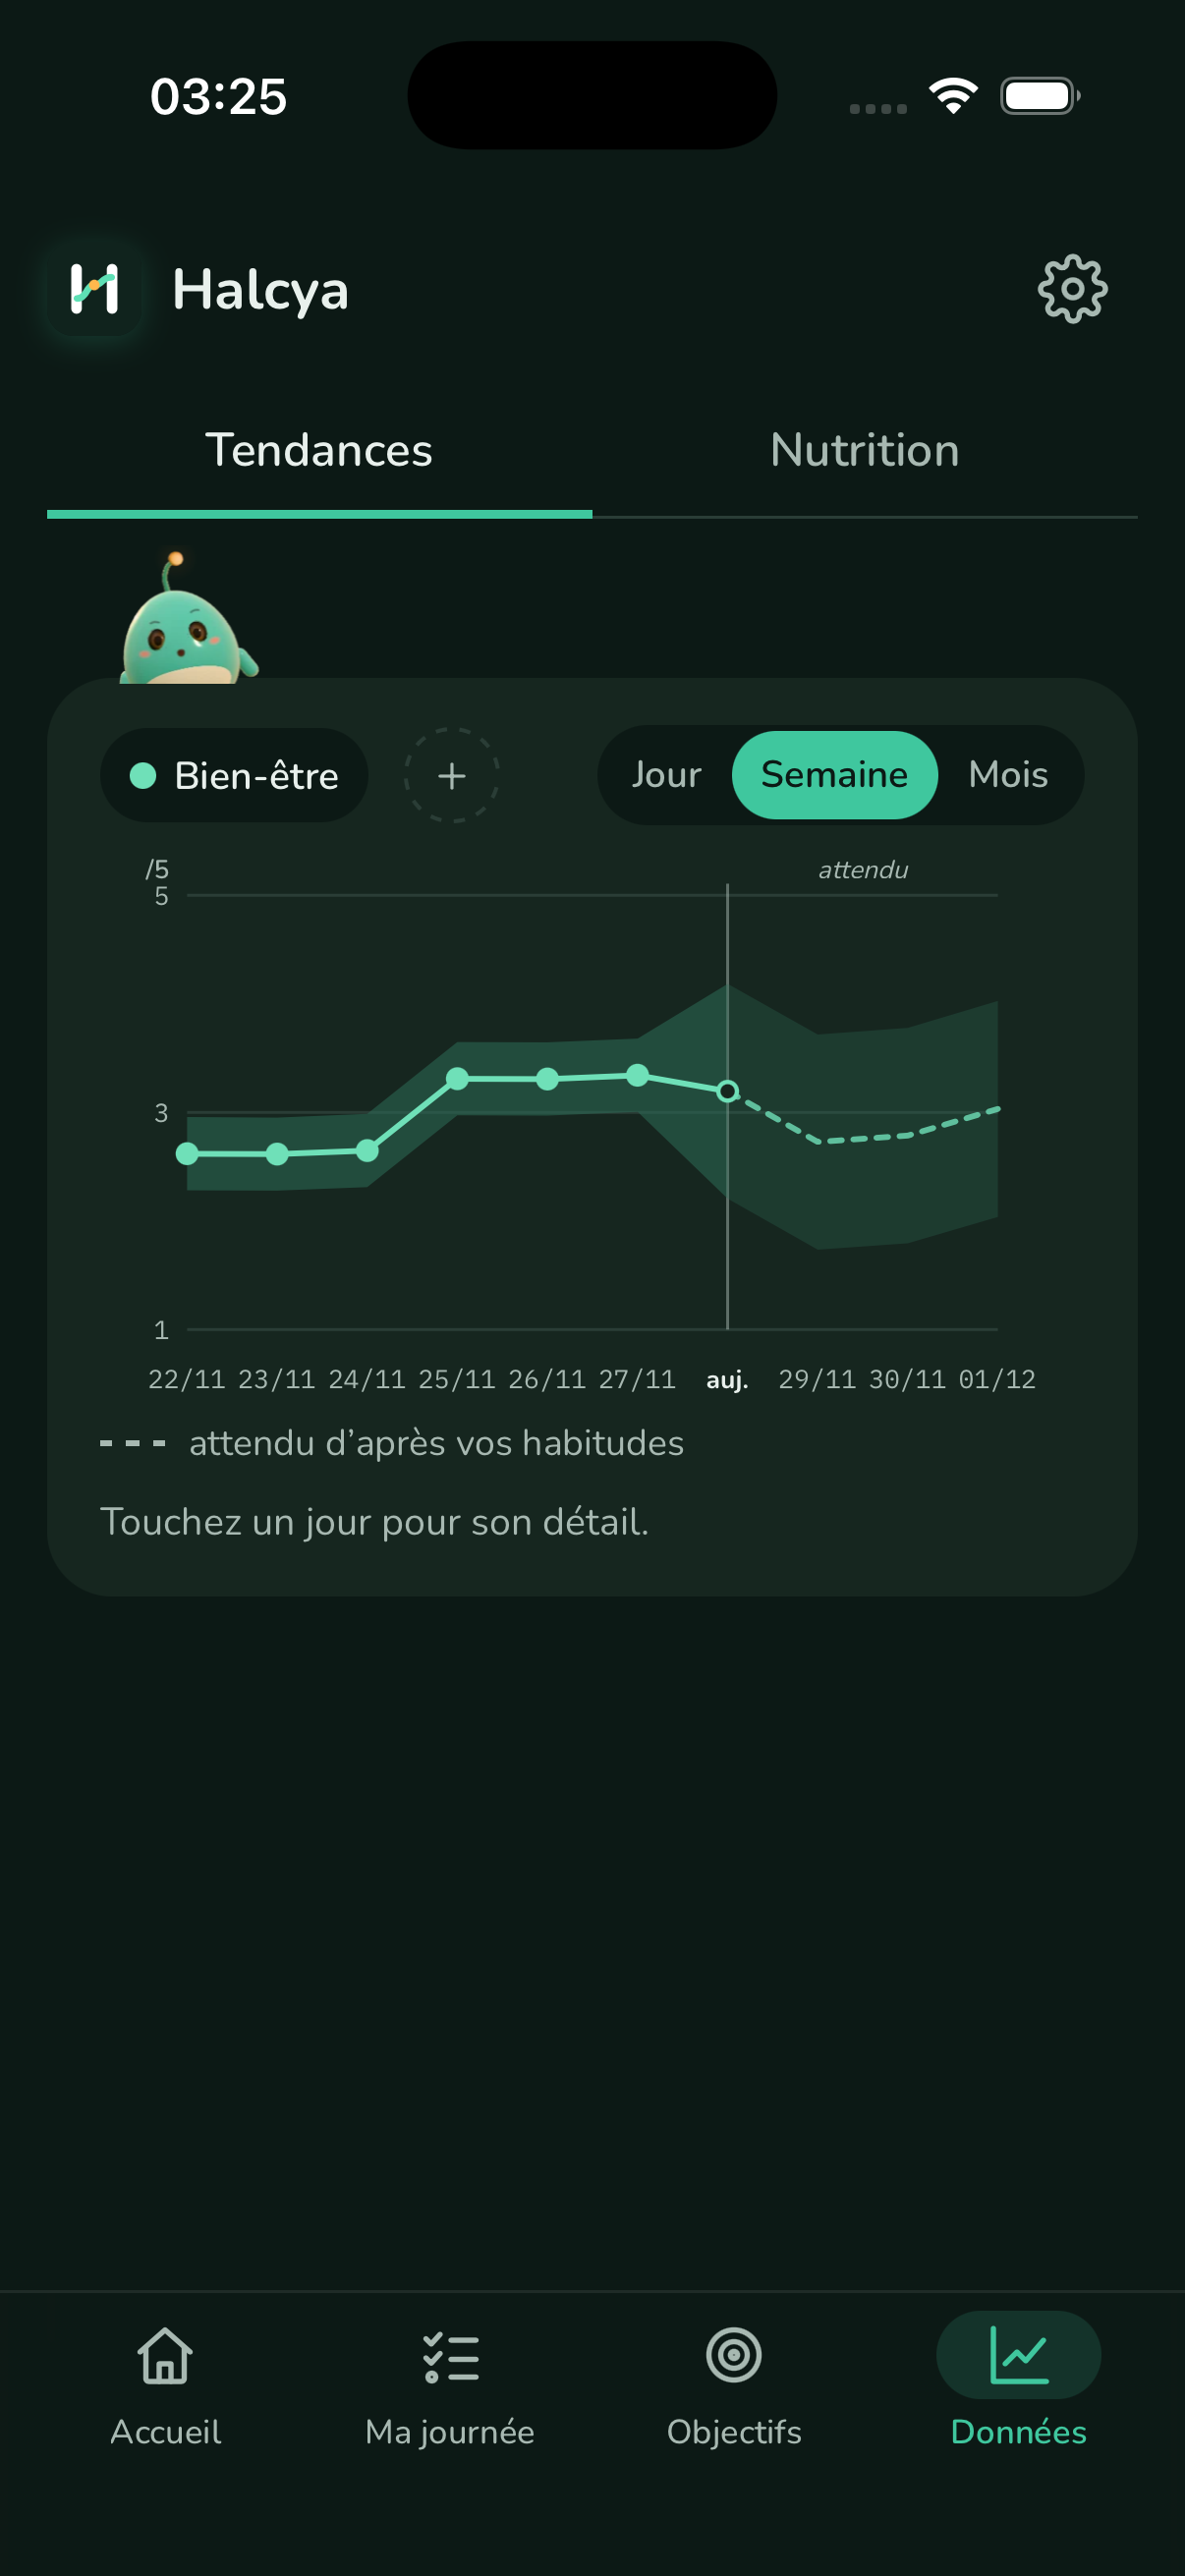 03:25
Halcya
Tendances Nutrition
Bien-être + Jour Semaine Mois
/5 attendu
5
3
1
22/11 23/11 24/11 25/11 26/11 27/11 auj. 29/11 30/11 01/12
attendu d’après vos habitudes
Touchez un jour pour son détail.
Accueil Ma journée Objectifs Données